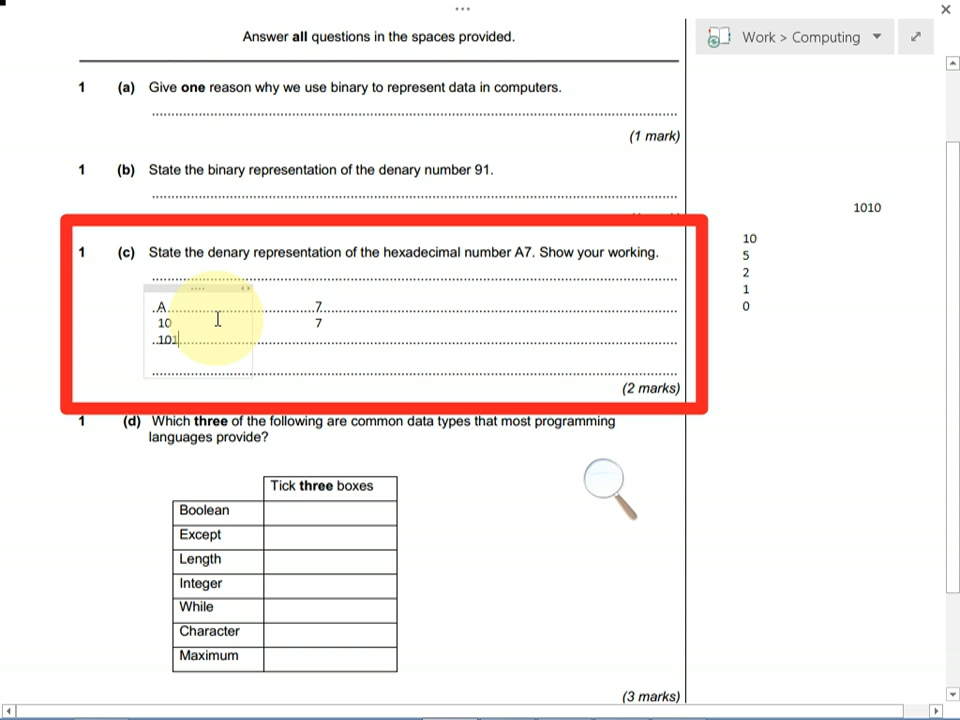 Answer all questions in the spaces provided.
Work > Computing
1 (a) Give one reason why we use binary to represent data in computers.
(1 mark)
1 (b) State the binary representation of the denary number 91.
1010
10
5
2
1
0
1 (c) State the denary representation of the hexadecimal number A7. Show your working.
A 7
10 7
101
(2 marks)
1 (d) Which three of the following are common data types that most programming
languages provide?
Tick three boxes
Boolean
Except
Length
Integer
While
Character
Maximum
(3 marks)